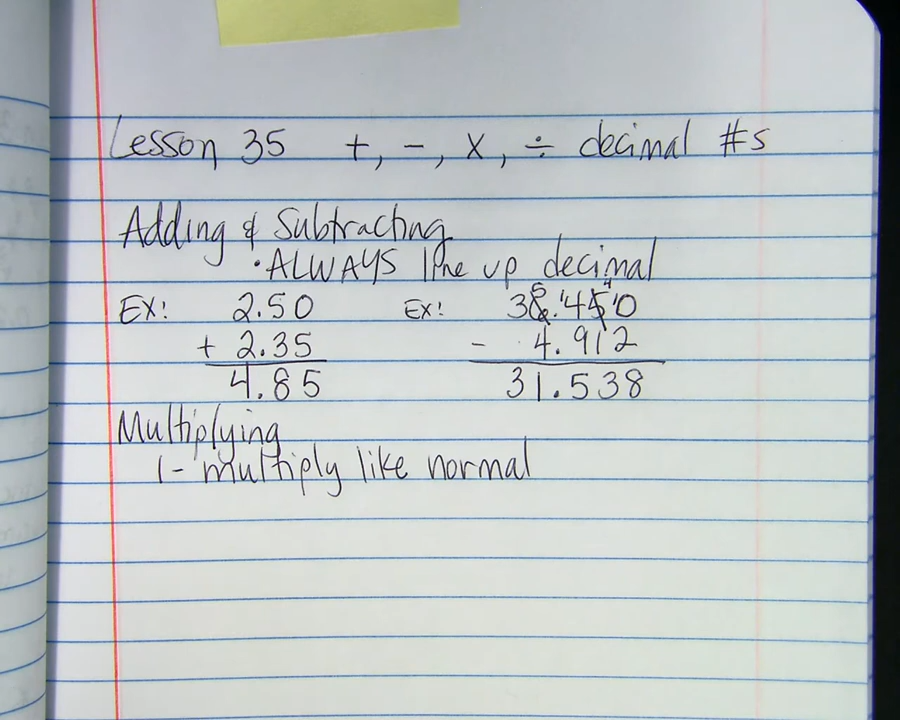 Lesson 35 +, -, x, ÷ decimal #s
Adding & Subtracting
•ALWAYS line up decimal
Ex: 2.50 Ex: 36.450
+ 2.35 - 4.912
4.85 31.538
Multiplying
1- multiply like normal